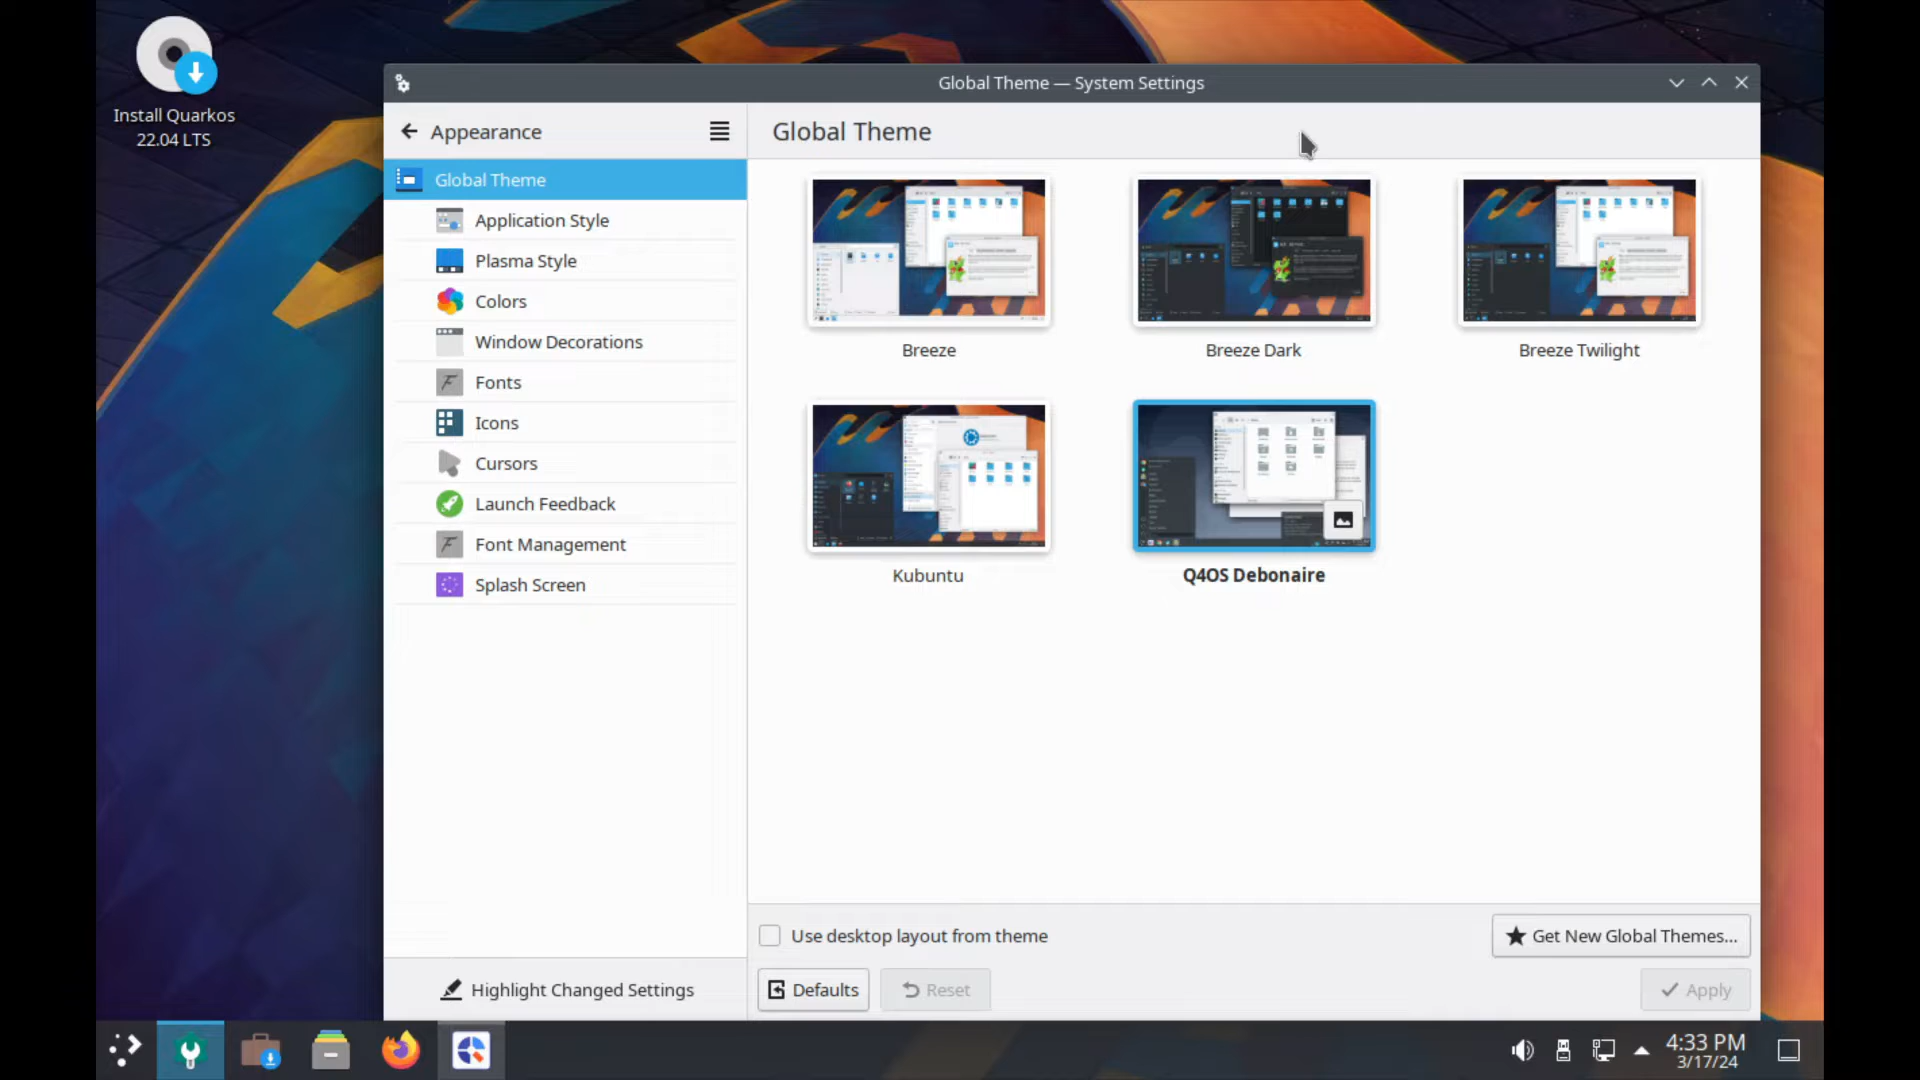 Install Quarkos
22.04 LTS
Global Theme — System Settings
Appearance
Global Theme
Global Theme
Application Style
Plasma Style
Colors
Window Decorations
Fonts
Icons
Cursors
Launch Feedback
Font Management
Splash Screen
Highlight Changed Settings
Breeze
Breeze Dark
Breeze Twilight
Kubuntu
Q4OS Debonaire
Use desktop layout from theme
Get New Global Themes...
Defaults
Reset
Apply
4:33 PM
3/17/24